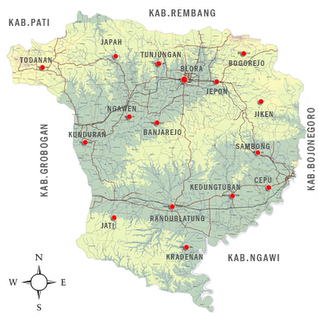 KAB.REMBANG
KAB.PATI
JAPAH
TUNJUNGAN
BOGOREJO
TODANAN
BLORA
JEPON
NGAWEN
JIKEN
KUNDURAN
BANJAREJO
SAMBONG
KAB.GROBOGAN
KAB.BOJONEGORO
CEPU
KEDUNGTUBAN
RANDUBLATUNG
JATI
KRADENAN
KAB.NGAWI
N
W
E
S